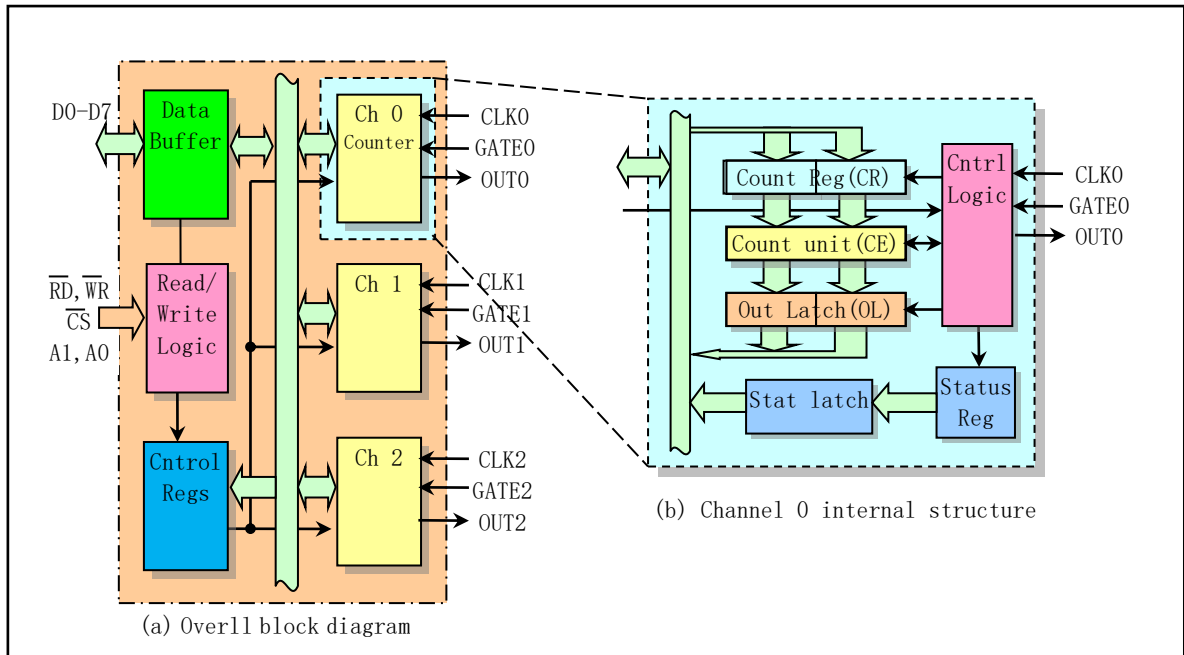 D0-D7
Data
Buffer
Ch 0
Counter
CLK0
GATE0
OUT0
RD, WR
CS
A1, A0
Read/
Write
Logic
Ch 1
CLK1
GATE1
OUT1
Cntrol
Regs
Ch 2
CLK2
GATE2
OUT2
(a) Overll block diagram
Count Reg(CR)
Count unit(CE)
Out Latch(OL)
Cntrl
Logic
CLK0
GATE0
OUT0
Stat latch
Status
Reg
(b) Channel 0 internal structure